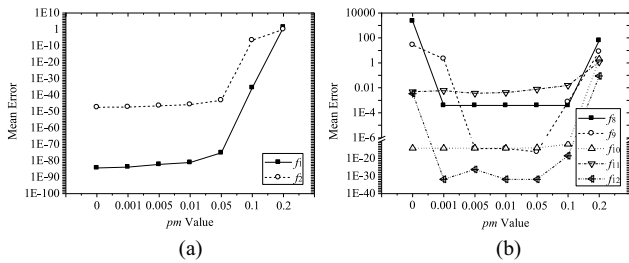 (a)
1E10
1
1E-10
1E-20
1E-30
1E-40
1E-50
1E-60
1E-70
1E-80
1E-90
1E-100
Mean Error
0 0.001 0.005 0.01 0.05 0.1 0.2
pm Value
f1
f2
(a)
(b)
10000
100
1
0.01
1E-4
1E-6
1E-10
1E-20
1E-30
1E-40
Mean Error
0 0.001 0.005 0.01 0.05 0.1 0.2
pm Value
f8
f9
f10
f11
f12
(b)